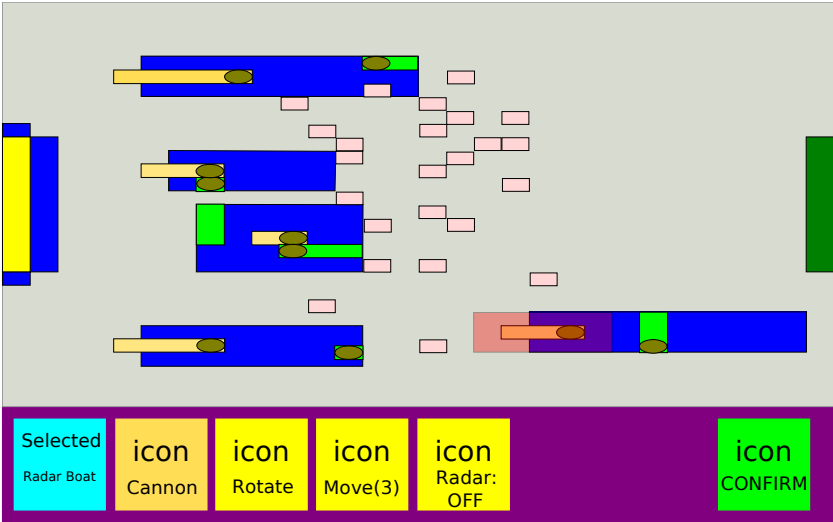 Selected
Radar Boat
icon
Cannon
icon
Rotate
icon
Move(3)
icon
Radar:
OFF
icon
CONFIRM